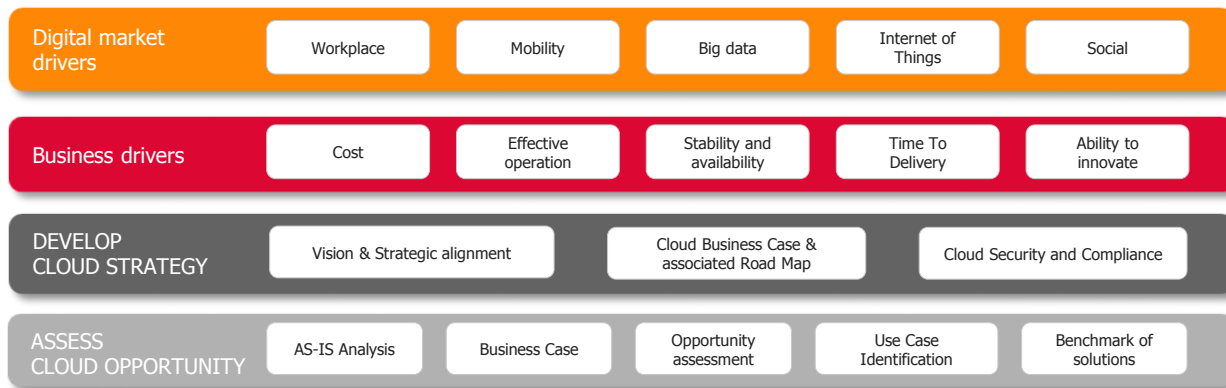 Digital market
drivers
Workplace
Mobility
Big data
Internet of
Things
Social
Business drivers
Cost
Effective
operation
Stability and
availability
Time To
Delivery
Ability to
innovate
DEVELOP
CLOUD STRATEGY
Vision & Strategic alignment
Cloud Business Case &
associated Road Map
Cloud Security and Compliance
ASSESS
CLOUD OPPORTUNITY
AS-IS Analysis
Business Case
Opportunity
assessment
Use Case
Identification
Benchmark of
solutions